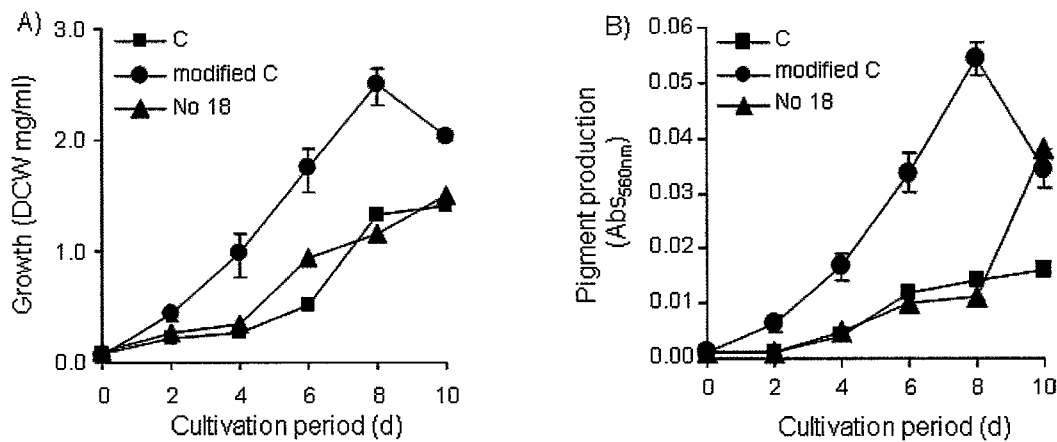 A)
3.0
2.0
1.0
0.0
Growth (DCW mg/ml)
C
modified C
No 18
0 2 4 6 8 10
Cultivation period (d)
B)
0.06
0.05
0.04
0.03
0.02
0.01
0.00
Pigment production
(Abs560nm)
C
modified C
No 18
0 2 4 6 8 10
Cultivation period (d)